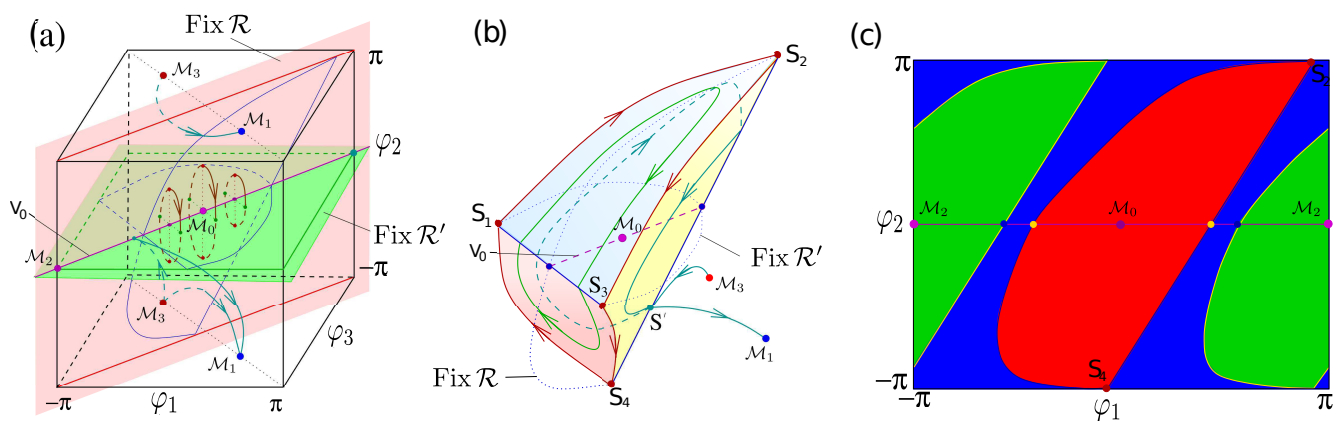 (a)
Fix ℛ
π
ℳ₃
ℳ₁
φ₂
V₀
ℳ₀
ℳ₂
Fix ℛ′
−π
ℳ₃
φ₃
ℳ₁
−π
φ₁
π
(b)
S₂
S₁
ℳ₀
V₀
Fix ℛ′
S₃
ℳ₃
S′
ℳ₁
Fix ℛ
S₄
(c)
π
S₂
ℳ₂
ℳ₀
ℳ₂
φ₂
S₄
−π
−π
φ₁
π